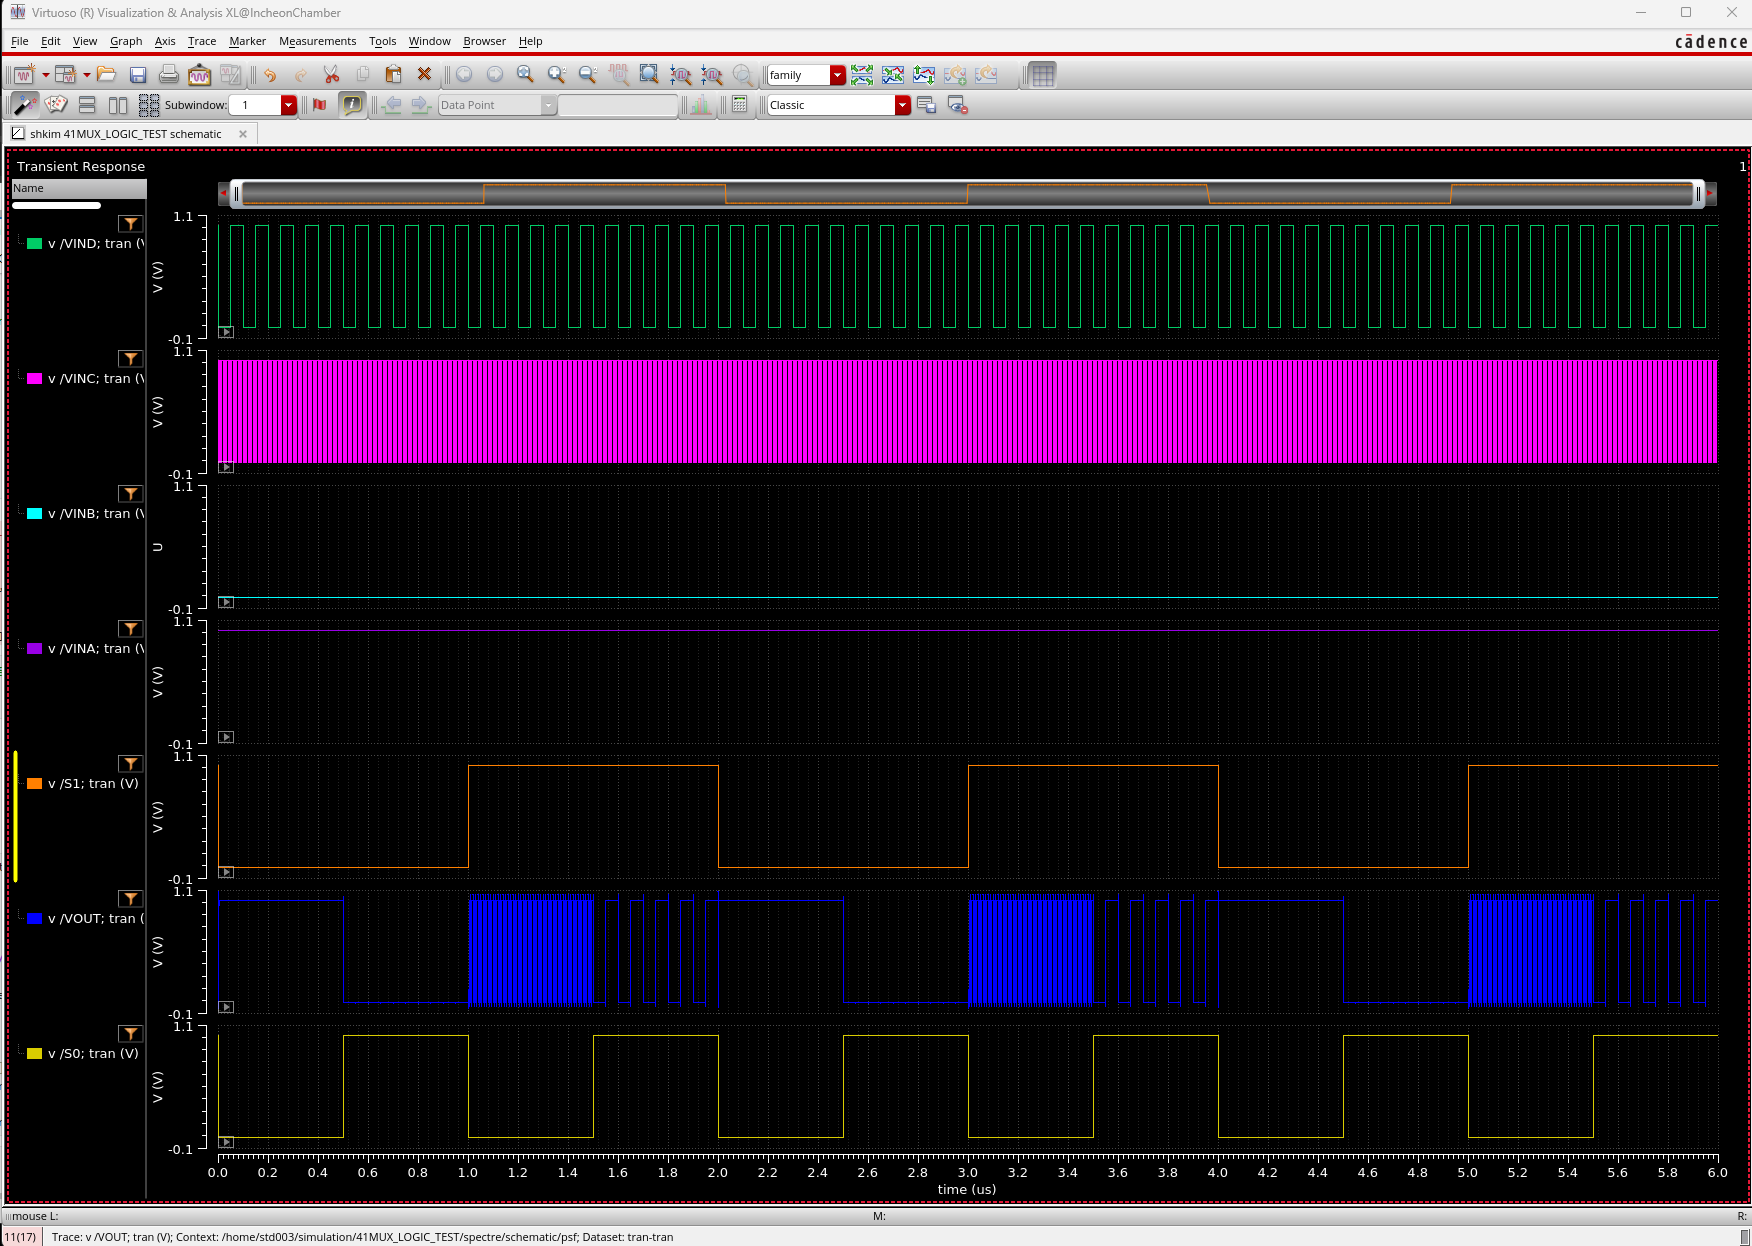 Virtuoso (R) Visualization & Analysis XL@IncheonChamber
File Edit View Graph Axis Trace Marker Measurements Tools Window Browser Help
cādence
family
Subwindow: 1 Data Point Classic
shkim 41MUX_LOGIC_TEST schematic
Transient Response 1
Name
1.1
v /VIND; tran (V
V (V)
-0.1
1.1
v /VINC; tran (V
V (V)
-0.1
1.1
v /VINB; tran (V
U
-0.1
1.1
v /VINA; tran (V
V (V)
-0.1
1.1
v /S1; tran (V)
V (V)
-0.1
1.1
v /VOUT; tran (
V (V)
-0.1
1.1
v /S0; tran (V)
V (V)
-0.1
0.0 0.2 0.4 0.6 0.8 1.0 1.2 1.4 1.6 1.8 2.0 2.2 2.4 2.6 2.8 3.0 3.2 3.4 3.6 3.8 4.0 4.2 4.4 4.6 4.8 5.0 5.2 5.4 5.6 5.8 6.0
time (us)
mouse L: M: R:
11(17) Trace: v /VOUT; tran (V); Context: /home/std003/simulation/41MUX_LOGIC_TEST/spectre/schematic/psf; Dataset: tran-tran